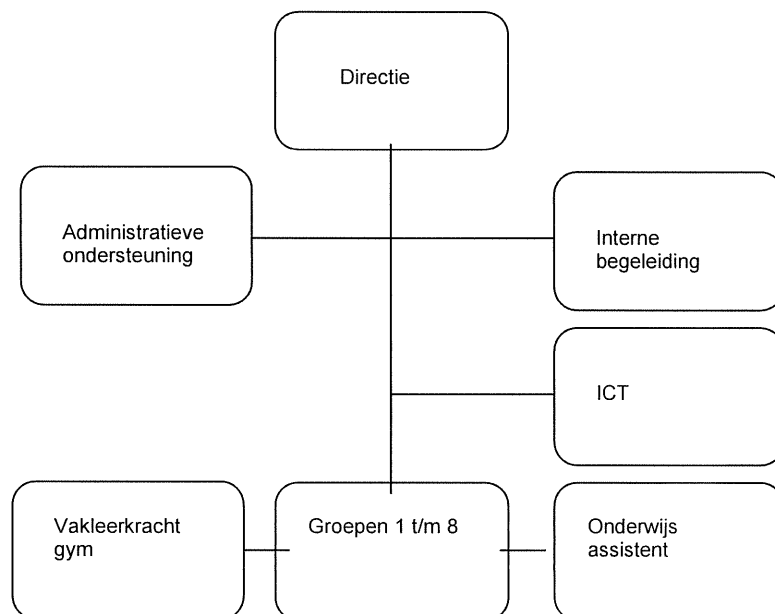 Directie
Administratieve
ondersteuning
Interne
begeleiding
ICT
Vakleerkracht
gym
Groepen 1 t/m 8
Onderwijs
assistent